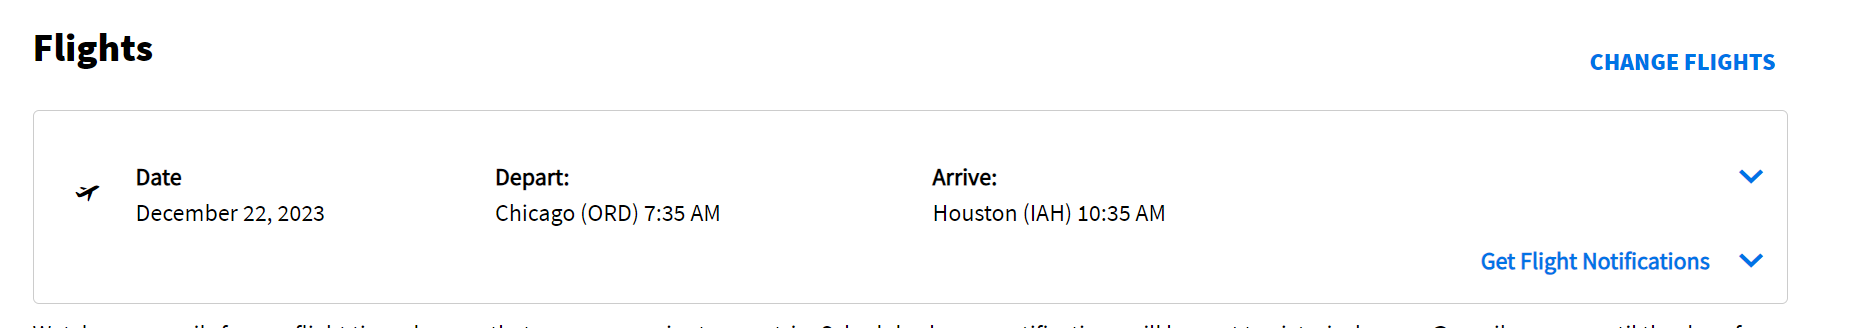 Flights
CHANGE FLIGHTS
Date
Depart:
Arrive:
December 22, 2023
Chicago (ORD) 7:35 AM
Houston (IAH) 10:35 AM
Get Flight Notifications